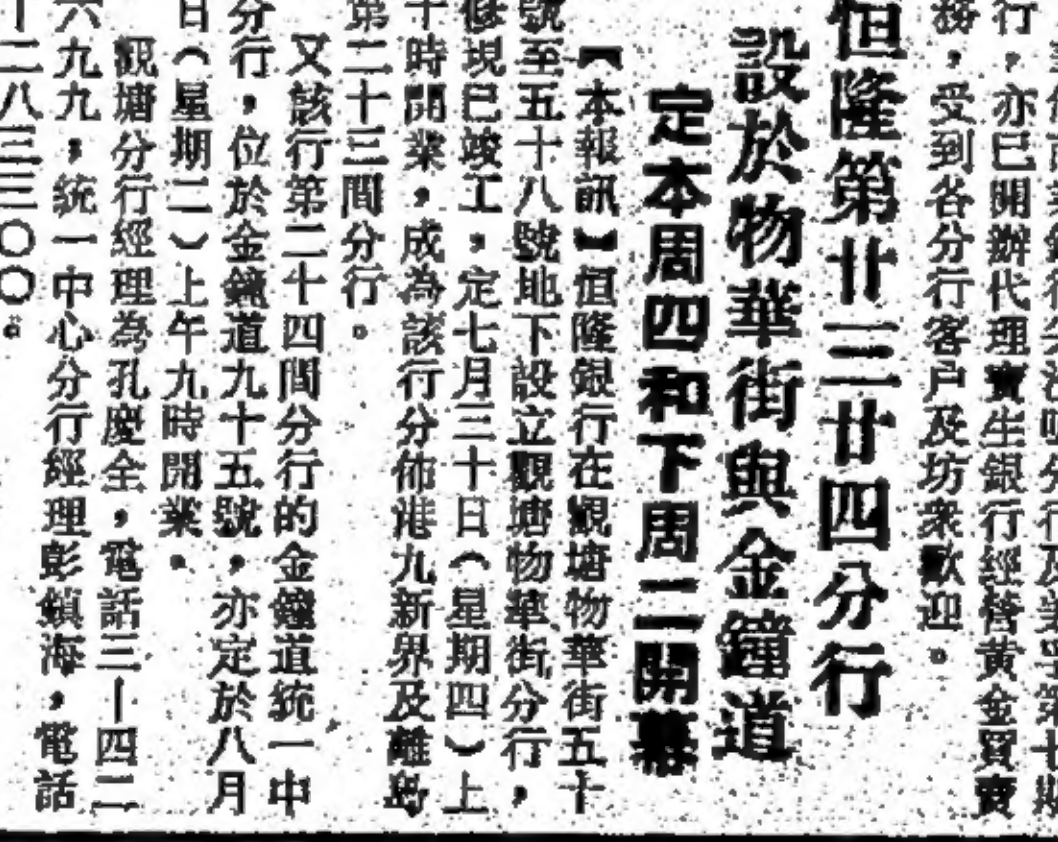 行，亦已開辦代理寶生銀行經營黃金買賣
務，受到各分行客戶及坊衆歡迎。
恒隆第廿三廿四分行
設於物華街與金鐘道
定本周四和下周二開幕
【本報訊】恒隆銀行在觀塘物華街五十
號至五十八號地下設立觀塘物華街分行，
修現已竣工，定七月三十日（星期四）上
十時開業，成為該行分佈港九新界及離島
第二十三間分行。
又該行第二十四間分行的金鐘道統一中
分行，位於金鐘道九十五號，亦定於八月
日（星期二）上午九時開業。
觀塘分行經理為孔慶全，電話三－四二
六九九，統一中心分行經理彭鎮海，電話
－二八三三〇〇。